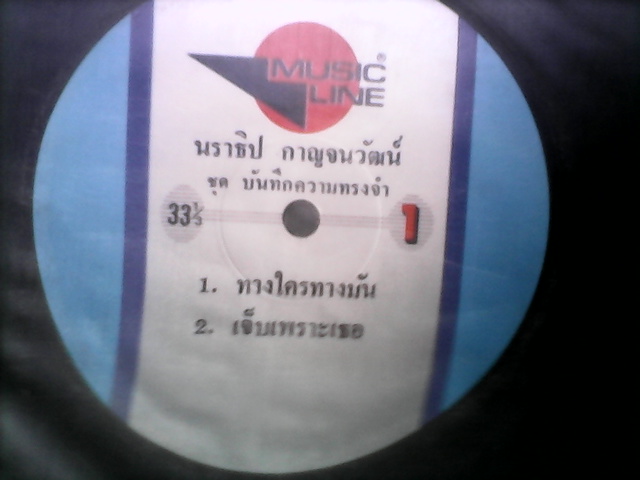 MUSIC®
LINE
นราธิป กาญจนวัฒน์
ชุด บันทึกความทรงจำ
33⅓
1
1. ทางใครทางมัน
2. เจ็บเพราะเธอ